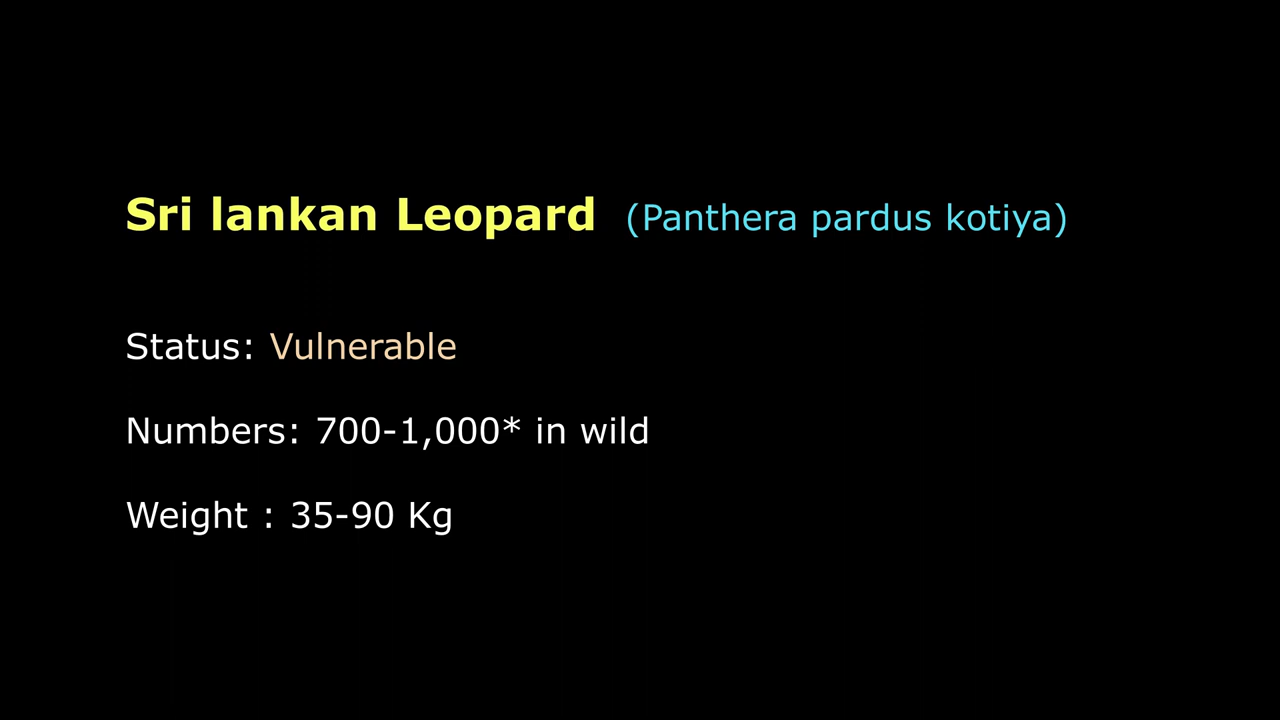 Sri lankan Leopard (Panthera pardus kotiya)
Status: Vulnerable
Numbers: 700-1,000* in wild
Weight : 35-90 Kg